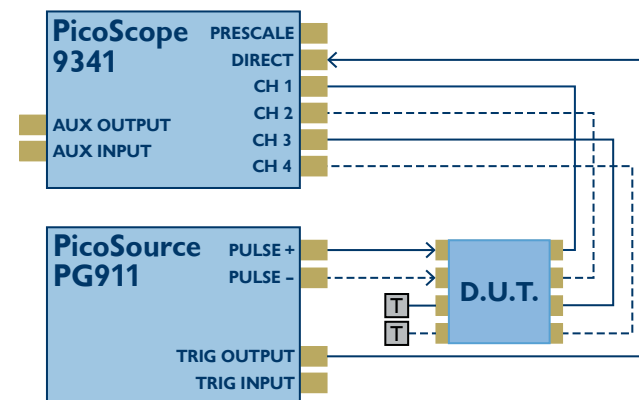 PicoScope
9341
PRESCALE
DIRECT
CH 1
CH 2
CH 3
CH 4
AUX OUTPUT
AUX INPUT
PicoSource
PG911
PULSE +
PULSE –
TRIG OUTPUT
TRIG INPUT
T
T
D.U.T.